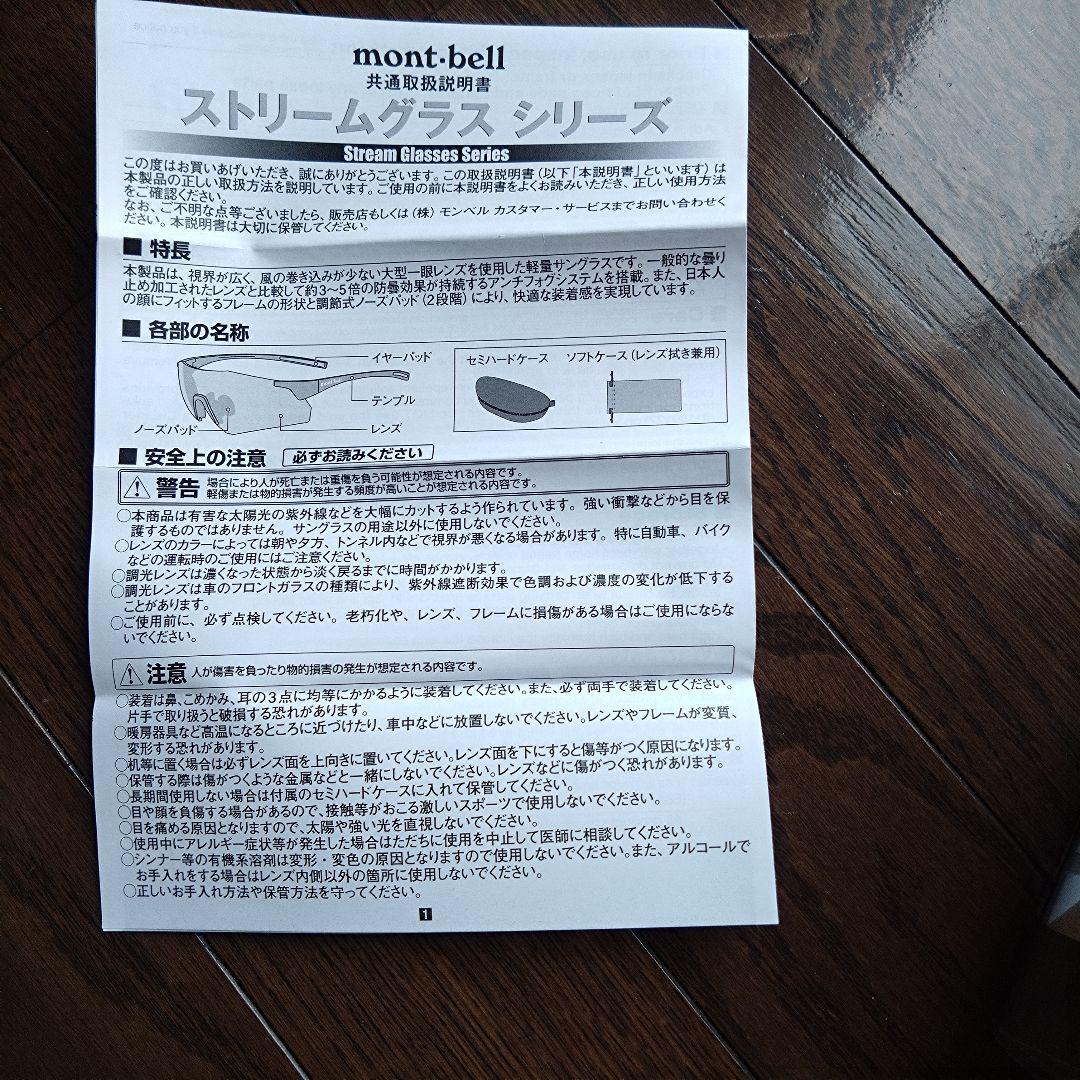 mont·bell
共通取扱説明書
ストリームグラス シリーズ
Stream Glasses Series
この度はお買いあげいただき、誠にありがとうございます。この取扱説明書(以下「本説明書」といいます)は
本製品の正しい取扱方法を説明しています。ご使用の前に本説明書をよくお読みいただき、正しい使用方法
をご確認ください。
なお、ご不明な点等ございましたら、販売店もしくは(株)モンベル カスタマー・サービスまでお問い合わせく
ださい。本説明書は大切に保管してください。
■ 特長
本製品は、視界が広く、風の巻き込みが少ない大型一眼レンズを使用した軽量サングラスです。一般的な曇り
止め加工されたレンズと比較して約3~5倍の防曇効果が持続するアンチフォグシステムを搭載。また、日本人
の顔にフィットするフレームの形状と調節式ノーズパッド(2段階)により、快適な装着感を実現しています。
■ 各部の名称
イヤーパッド
テンプル
ノーズパッド
レンズ
セミハードケース ソフトケース(レンズ拭き兼用)
■ 安全上の注意 必ずお読みください
⚠ 警告 場合により人が死亡または重傷を負う可能性が想定される内容です。
軽傷または物的損害が発生する頻度が高いことが想定される内容です。
○本商品は有害な太陽光の紫外線などを大幅にカットするよう作られています。強い衝撃などから目を保
護するものではありません。サングラスの用途以外に使用しないでください。
○レンズのカラーによっては朝や夕方、トンネル内などで視界が悪くなる場合があります。特に自動車、バイク
などの運転時のご使用にはご注意ください。
○調光レンズは濃くなった状態から淡く戻るまでに時間がかかります。
○調光レンズは車のフロントガラスの種類により、紫外線遮断効果で色調および濃度の変化が低下する
ことがあります。
○ご使用前に、必ず点検してください。老朽化や、レンズ、フレームに損傷がある場合はご使用にならな
いでください。
⚠ 注意 人が傷害を負ったり物的損害の発生が想定される内容です。
○装着は鼻、こめかみ、耳の3点に均等にかかるように装着してください。また、必ず両手で装着してください。
片手で取り扱うと破損する恐れがあります。
○暖房器具など高温になるところに近づけたり、車中などに放置しないでください。レンズやフレームが変質、
変形する恐れがあります。
○机等に置く場合は必ずレンズ面を上向きに置いてください。レンズ面を下にすると傷等がつく原因になります。
○保管する際は傷がつくような金属などと一緒にしないでください。レンズなどに傷がつく恐れがあります。
○長期間使用しない場合は付属のセミハードケースに入れて保管してください。
○目や顔を負傷する場合があるので、接触等がおこる激しいスポーツで使用しないでください。
○目を痛める原因となりますので、太陽や強い光を直視しないでください。
○使用中にアレルギー症状等が発生した場合はただちに使用を中止して医師に相談してください。
○シンナー等の有機系溶剤は変形・変色の原因となりますので使用しないでください。また、アルコールで
お手入れをする場合はレンズ内側以外の箇所に使用しないでください。
○正しいお手入れ方法や保管方法を守ってください。
1